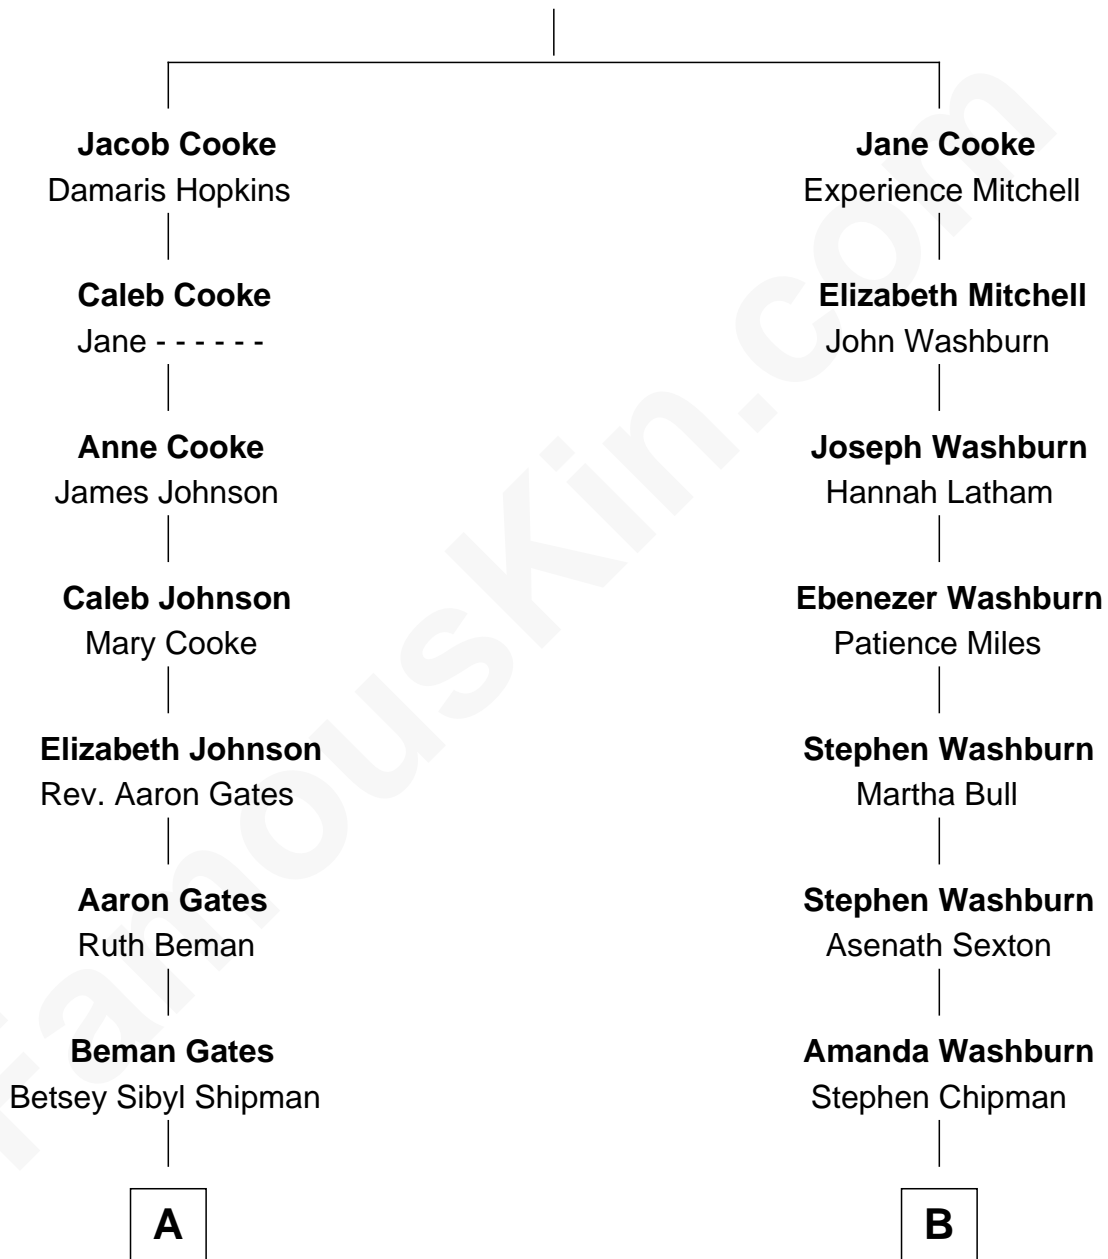 Jacob Cooke
Damaris Hopkins
Caleb Cooke
Jane - - - - - -
Anne Cooke
James Johnson
Caleb Johnson
Mary Cooke
Elizabeth Johnson
Rev. Aaron Gates
Aaron Gates
Ruth Beman
Beman Gates
Betsey Sibyl Shipman
A
Jane Cooke
Experience Mitchell
Elizabeth Mitchell
John Washburn
Joseph Washburn
Hannah Latham
Ebenezer Washburn
Patience Miles
Stephen Washburn
Martha Bull
Stephen Washburn
Asenath Sexton
Amanda Washburn
Stephen Chipman
B
FamousKin.com